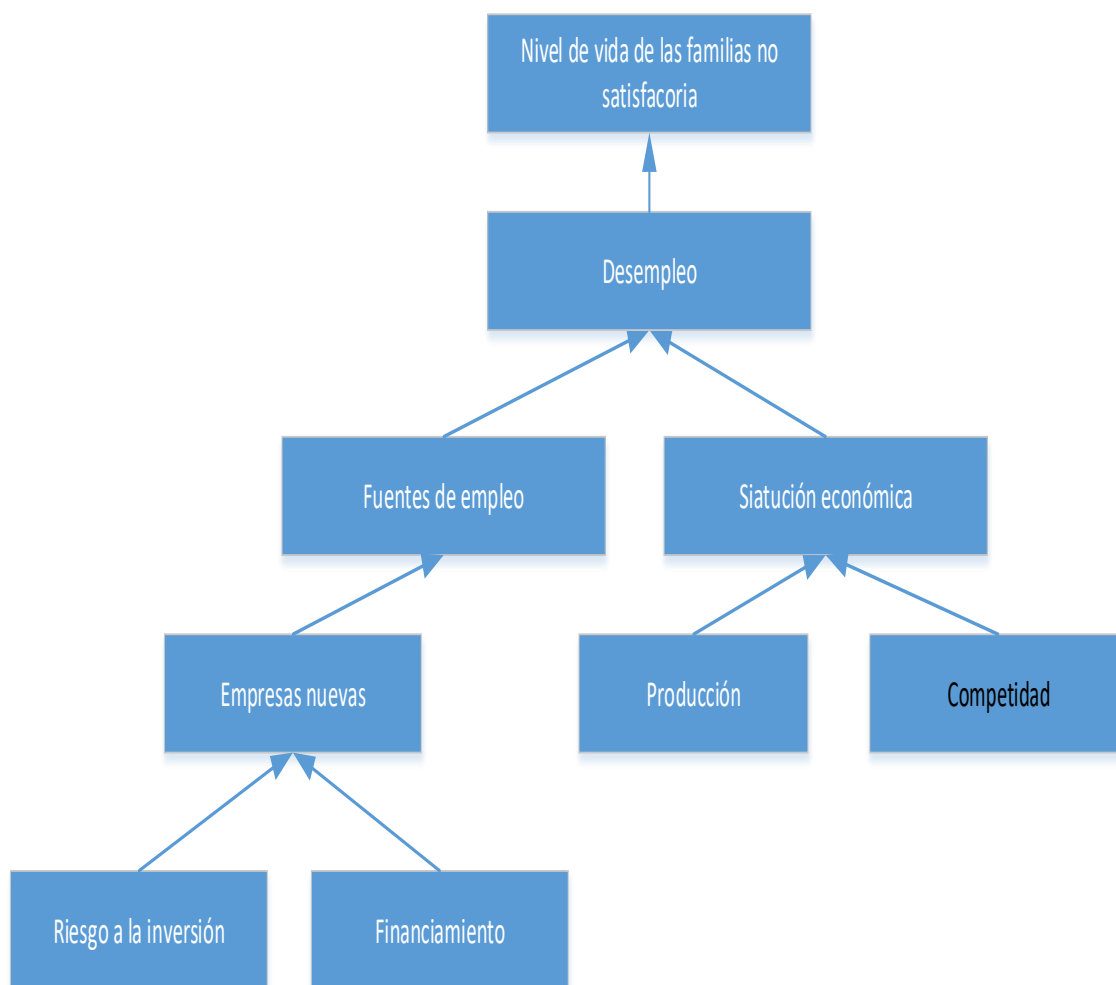 Nivel de vida de las familias no
satisfacoria
Desempleo
Fuentes de empleo
Siatución económica
Empresas nuevas
Producción
Competidad
Riesgo a la inversión
Financiamiento